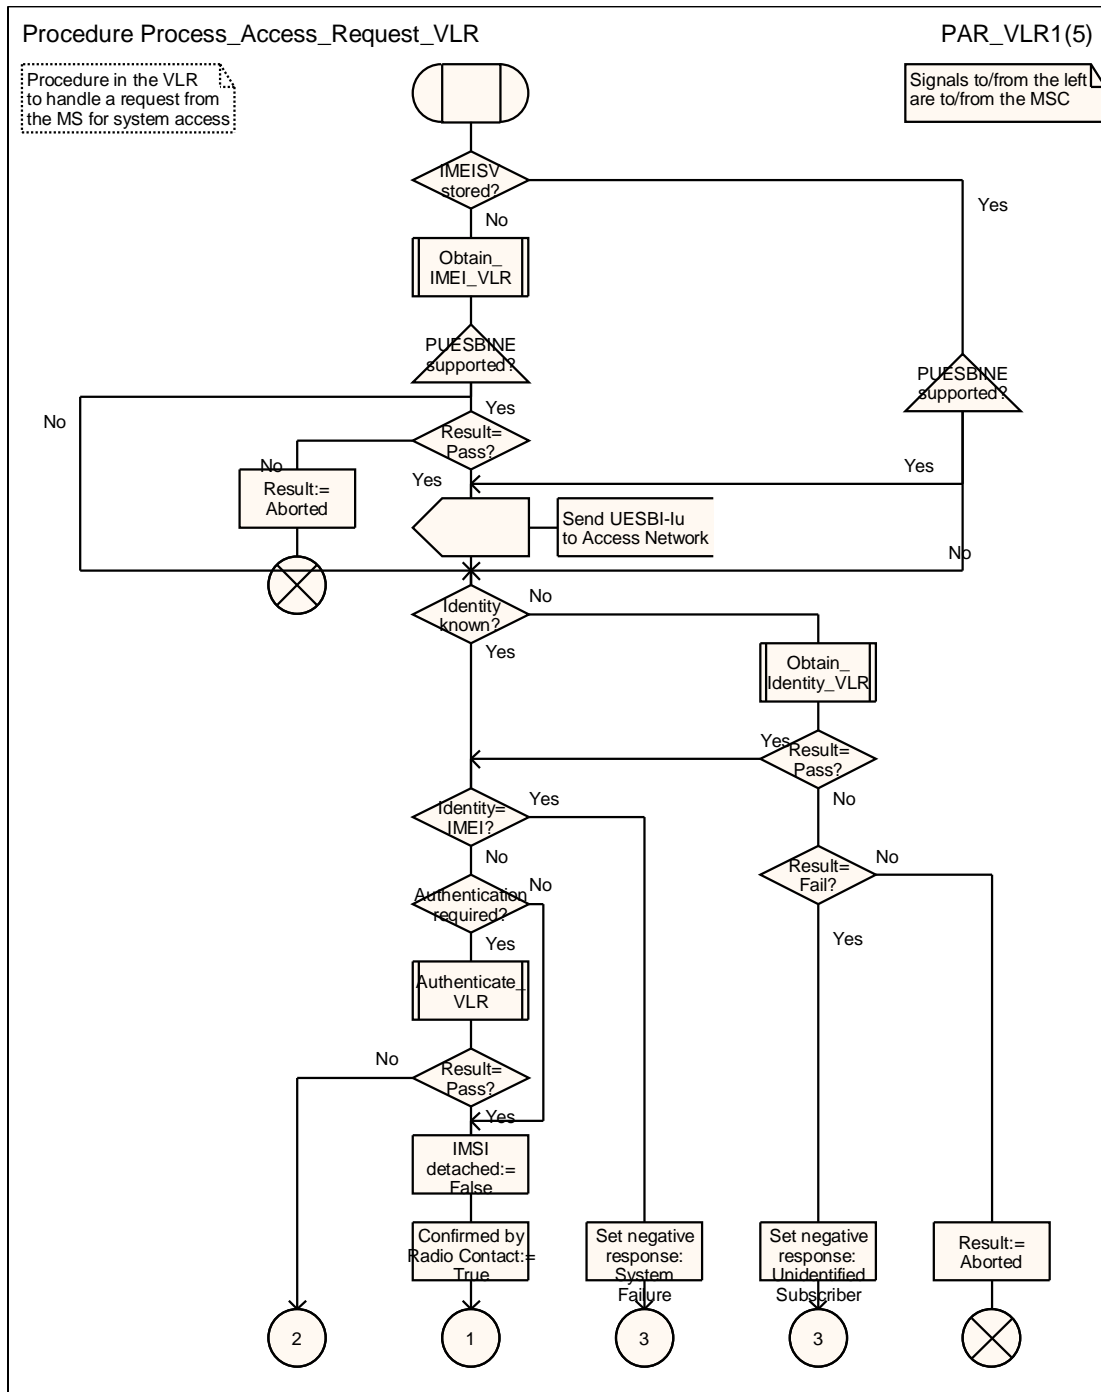 Procedure Process_Access_Request_VLR
PAR_VLR1(5)
Procedure in the VLR
to handle a request from
the MS for system access
Signals to/from the left
are to/from the MSC
IMEISV
stored?
Yes
No
Obtain_
IMEI_VLR
PUESBINE
supported?
PUESBINE
supported?
No
Yes
Result=
Pass?
No
Yes
Yes
Result:=
Aborted
Send UESBI-Iu
to Access Network
No
Identity
known?
No
Yes
Obtain_
Identity_VLR
Yes
Result=
Pass?
No
Identity=
IMEI?
Yes
No
Result=
Fail?
No
Yes
Authentication
required?
No
Yes
Authenticate_
VLR
No
Result=
Pass?
Yes
IMSI
detached:=
False
Confirmed by
Radio Contact:=
True
Set negative
response:
System
Failure
Set negative
response:
Unidentified
Subscriber
Result:=
Aborted
2
1
3
3